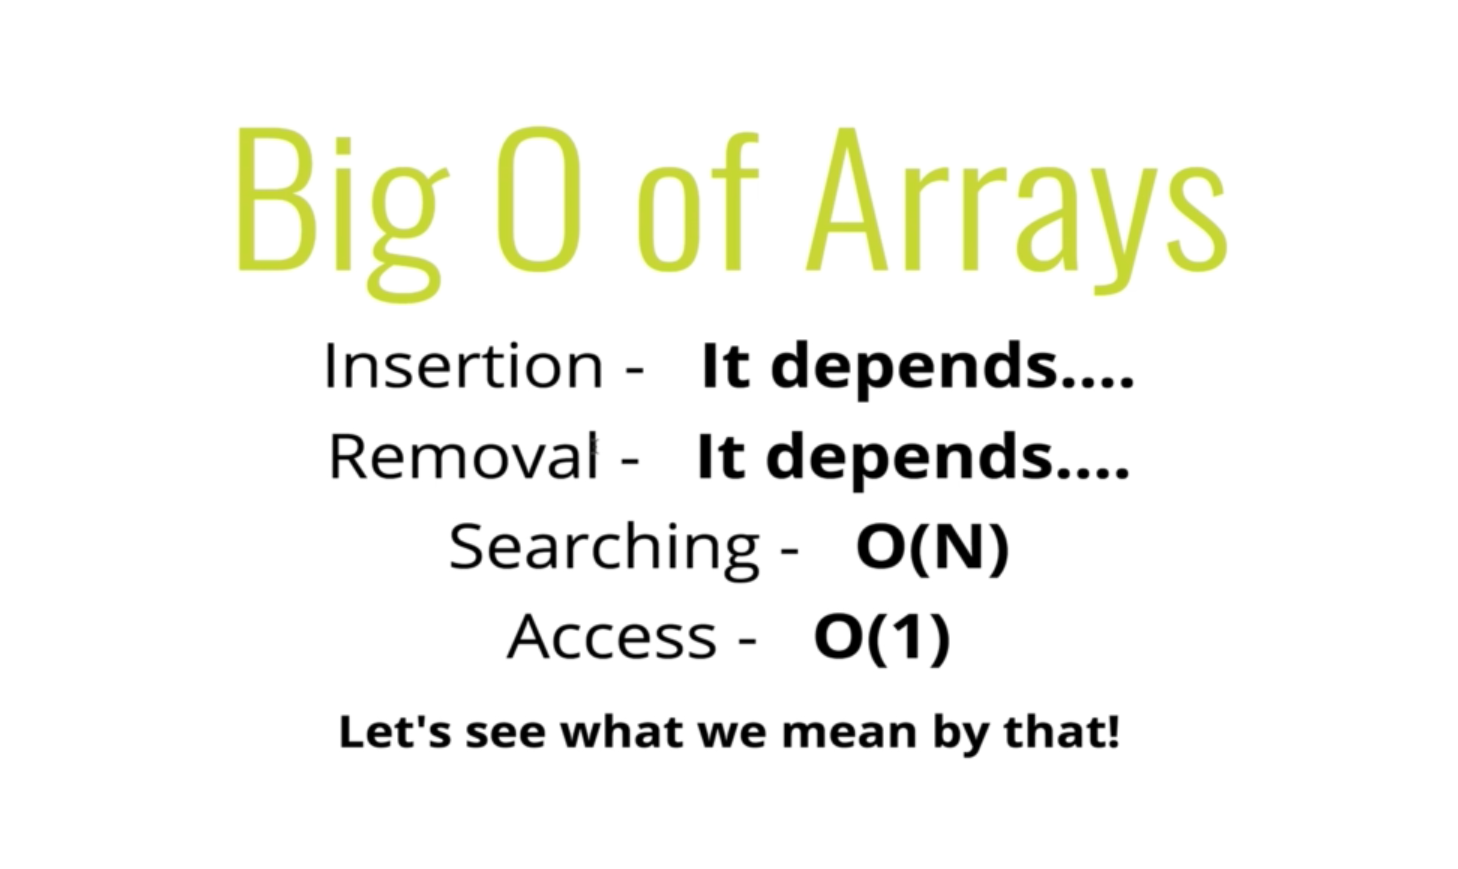 Big O of Arrays
Insertion - It depends....
Removal - It depends....
Searching - O(N)
Access - O(1)
Let's see what we mean by that!